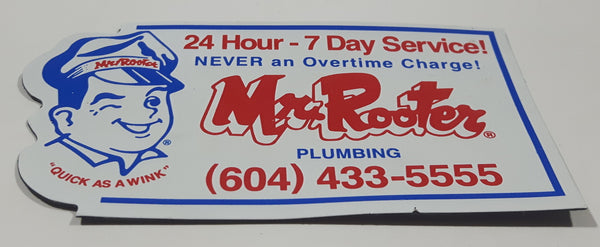 24 Hour - 7 Day Service!
NEVER an Overtime Charge!
Mr. Rooter
Mr. Rooter®
PLUMBING
(604) 433-5555
®
"QUICK AS A WINK"